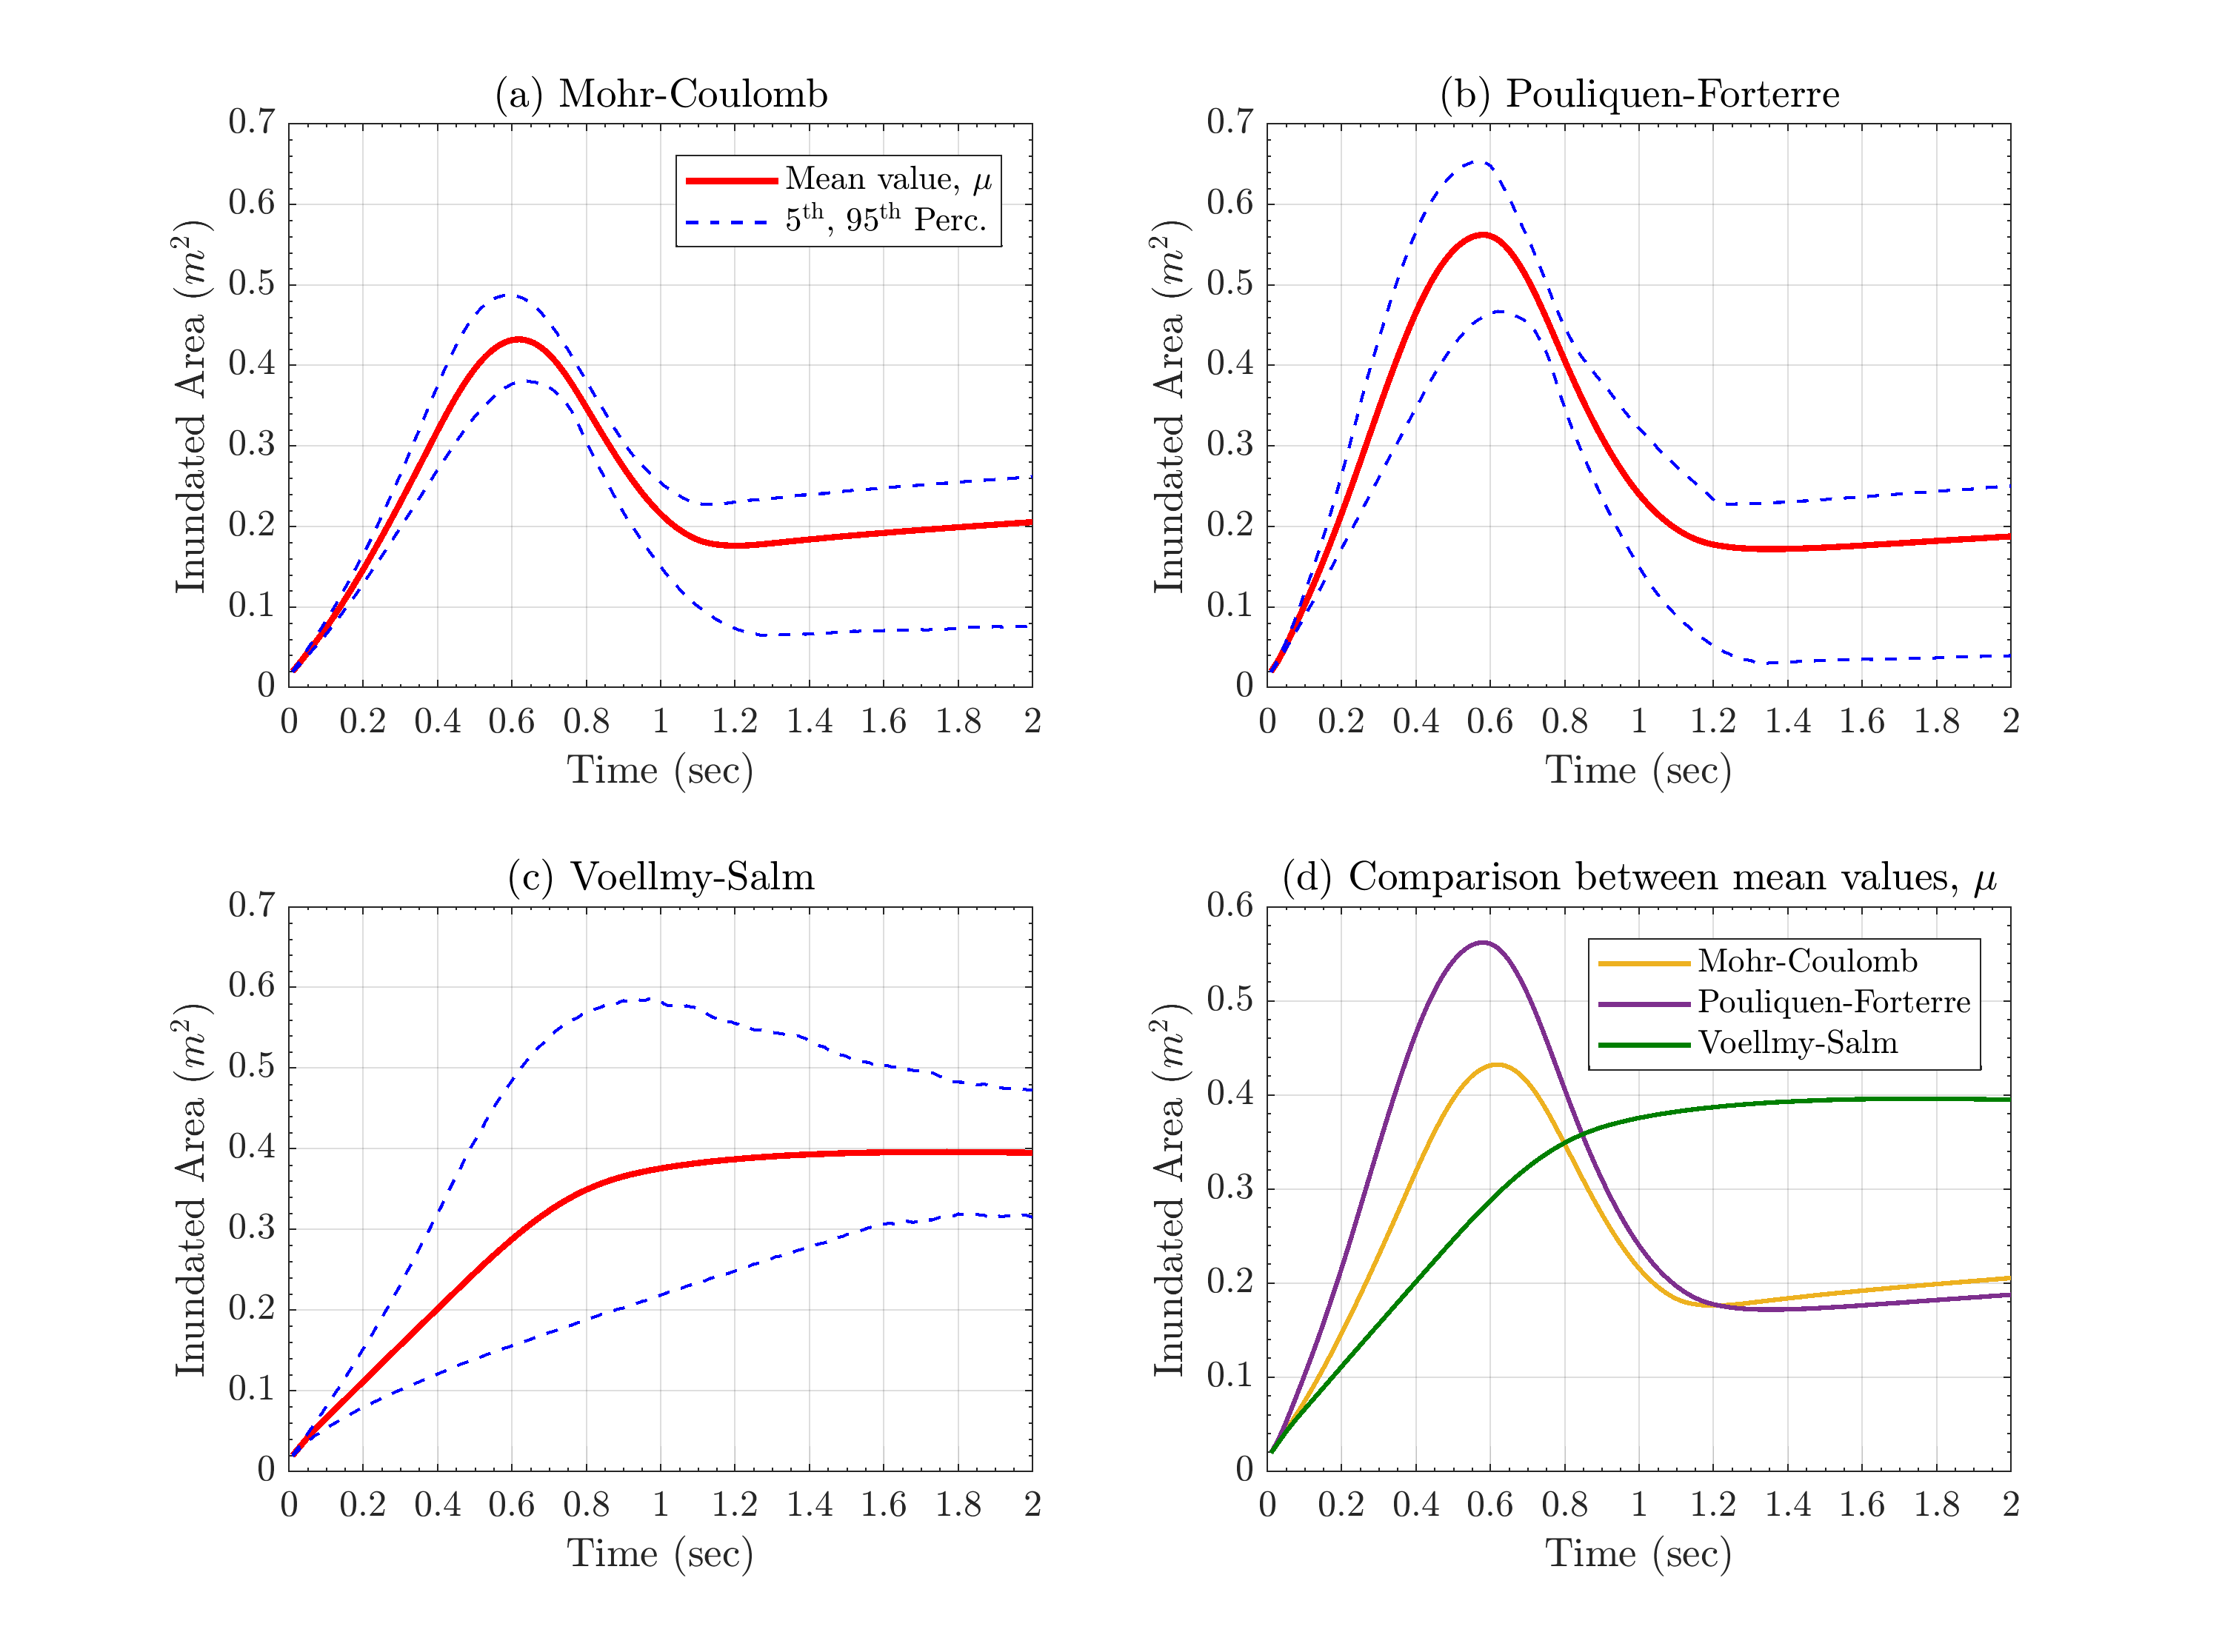 (a) Mohr-Coulomb
0.7
0.6
0.5
0.4
0.3
0.2
0.1
0
Inundated Area (m²)
Mean value, μ
5th, 95th Perc.
0 0.2 0.4 0.6 0.8 1 1.2 1.4 1.6 1.8 2
Time (sec)
(b) Pouliquen-Forterre
0.7
0.6
0.5
0.4
0.3
0.2
0.1
0
Inundated Area (m²)
0 0.2 0.4 0.6 0.8 1 1.2 1.4 1.6 1.8 2
Time (sec)
(c) Voellmy-Salm
0.7
0.6
0.5
0.4
0.3
0.2
0.1
0
Inundated Area (m²)
0 0.2 0.4 0.6 0.8 1 1.2 1.4 1.6 1.8 2
Time (sec)
(d) Comparison between mean values, μ
0.6
0.5
0.4
0.3
0.2
0.1
0
Inundated Area (m²)
Mohr-Coulomb
Pouliquen-Forterre
Voellmy-Salm
0 0.2 0.4 0.6 0.8 1 1.2 1.4 1.6 1.8 2
Time (sec)